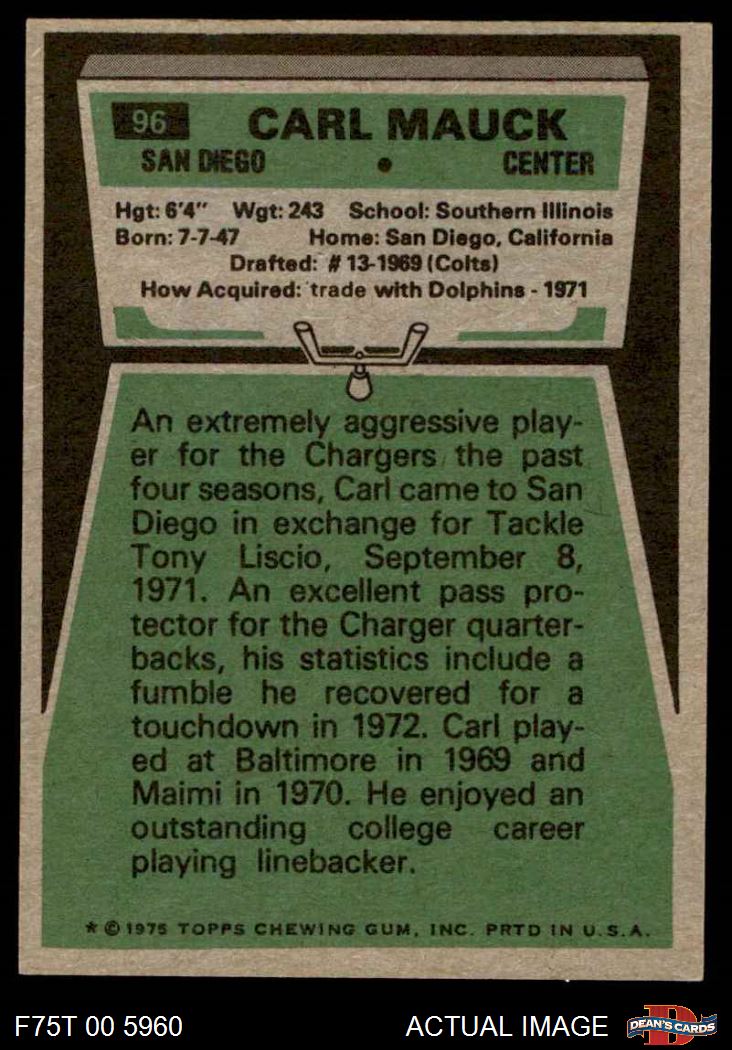 96 CARL MAUCK
SAN DIEGO • CENTER
Hgt: 6'4" Wgt: 243 School: Southern Illinois
Born: 7-7-47 Home: San Diego, California
Drafted: # 13-1969 (Colts)
How Acquired: trade with Dolphins - 1971
An extremely aggressive play-
er for the Chargers the past
four seasons, Carl came to San
Diego in exchange for Tackle
Tony Liscio, September 8,
1971. An excellent pass pro-
tector for the Charger quarter-
backs, his statistics include a
fumble he recovered for a
touchdown in 1972. Carl play-
ed at Baltimore in 1969 and
Maimi in 1970. He enjoyed an
outstanding college career
playing linebacker.
* © 1975 TOPPS CHEWING GUM, INC. PRTD IN U.S.A.
F75T 00 5960 ACTUAL IMAGE DEAN'S CARDS